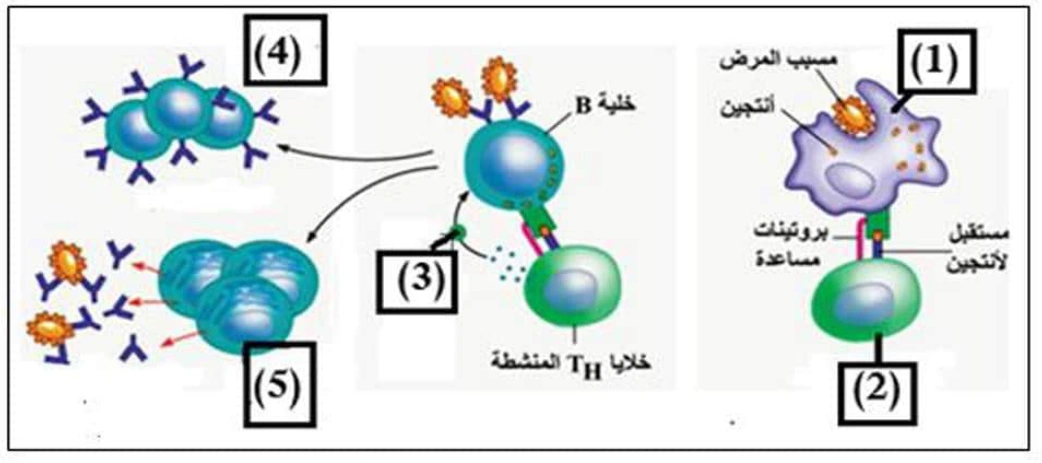 (1)
مسبب المرض
أنتجين
بروتينات
مساعدة
مستقبل
لأنتجين
(2)
خلية B
(3)
خلايا TH المنشطة
(4)
(5)